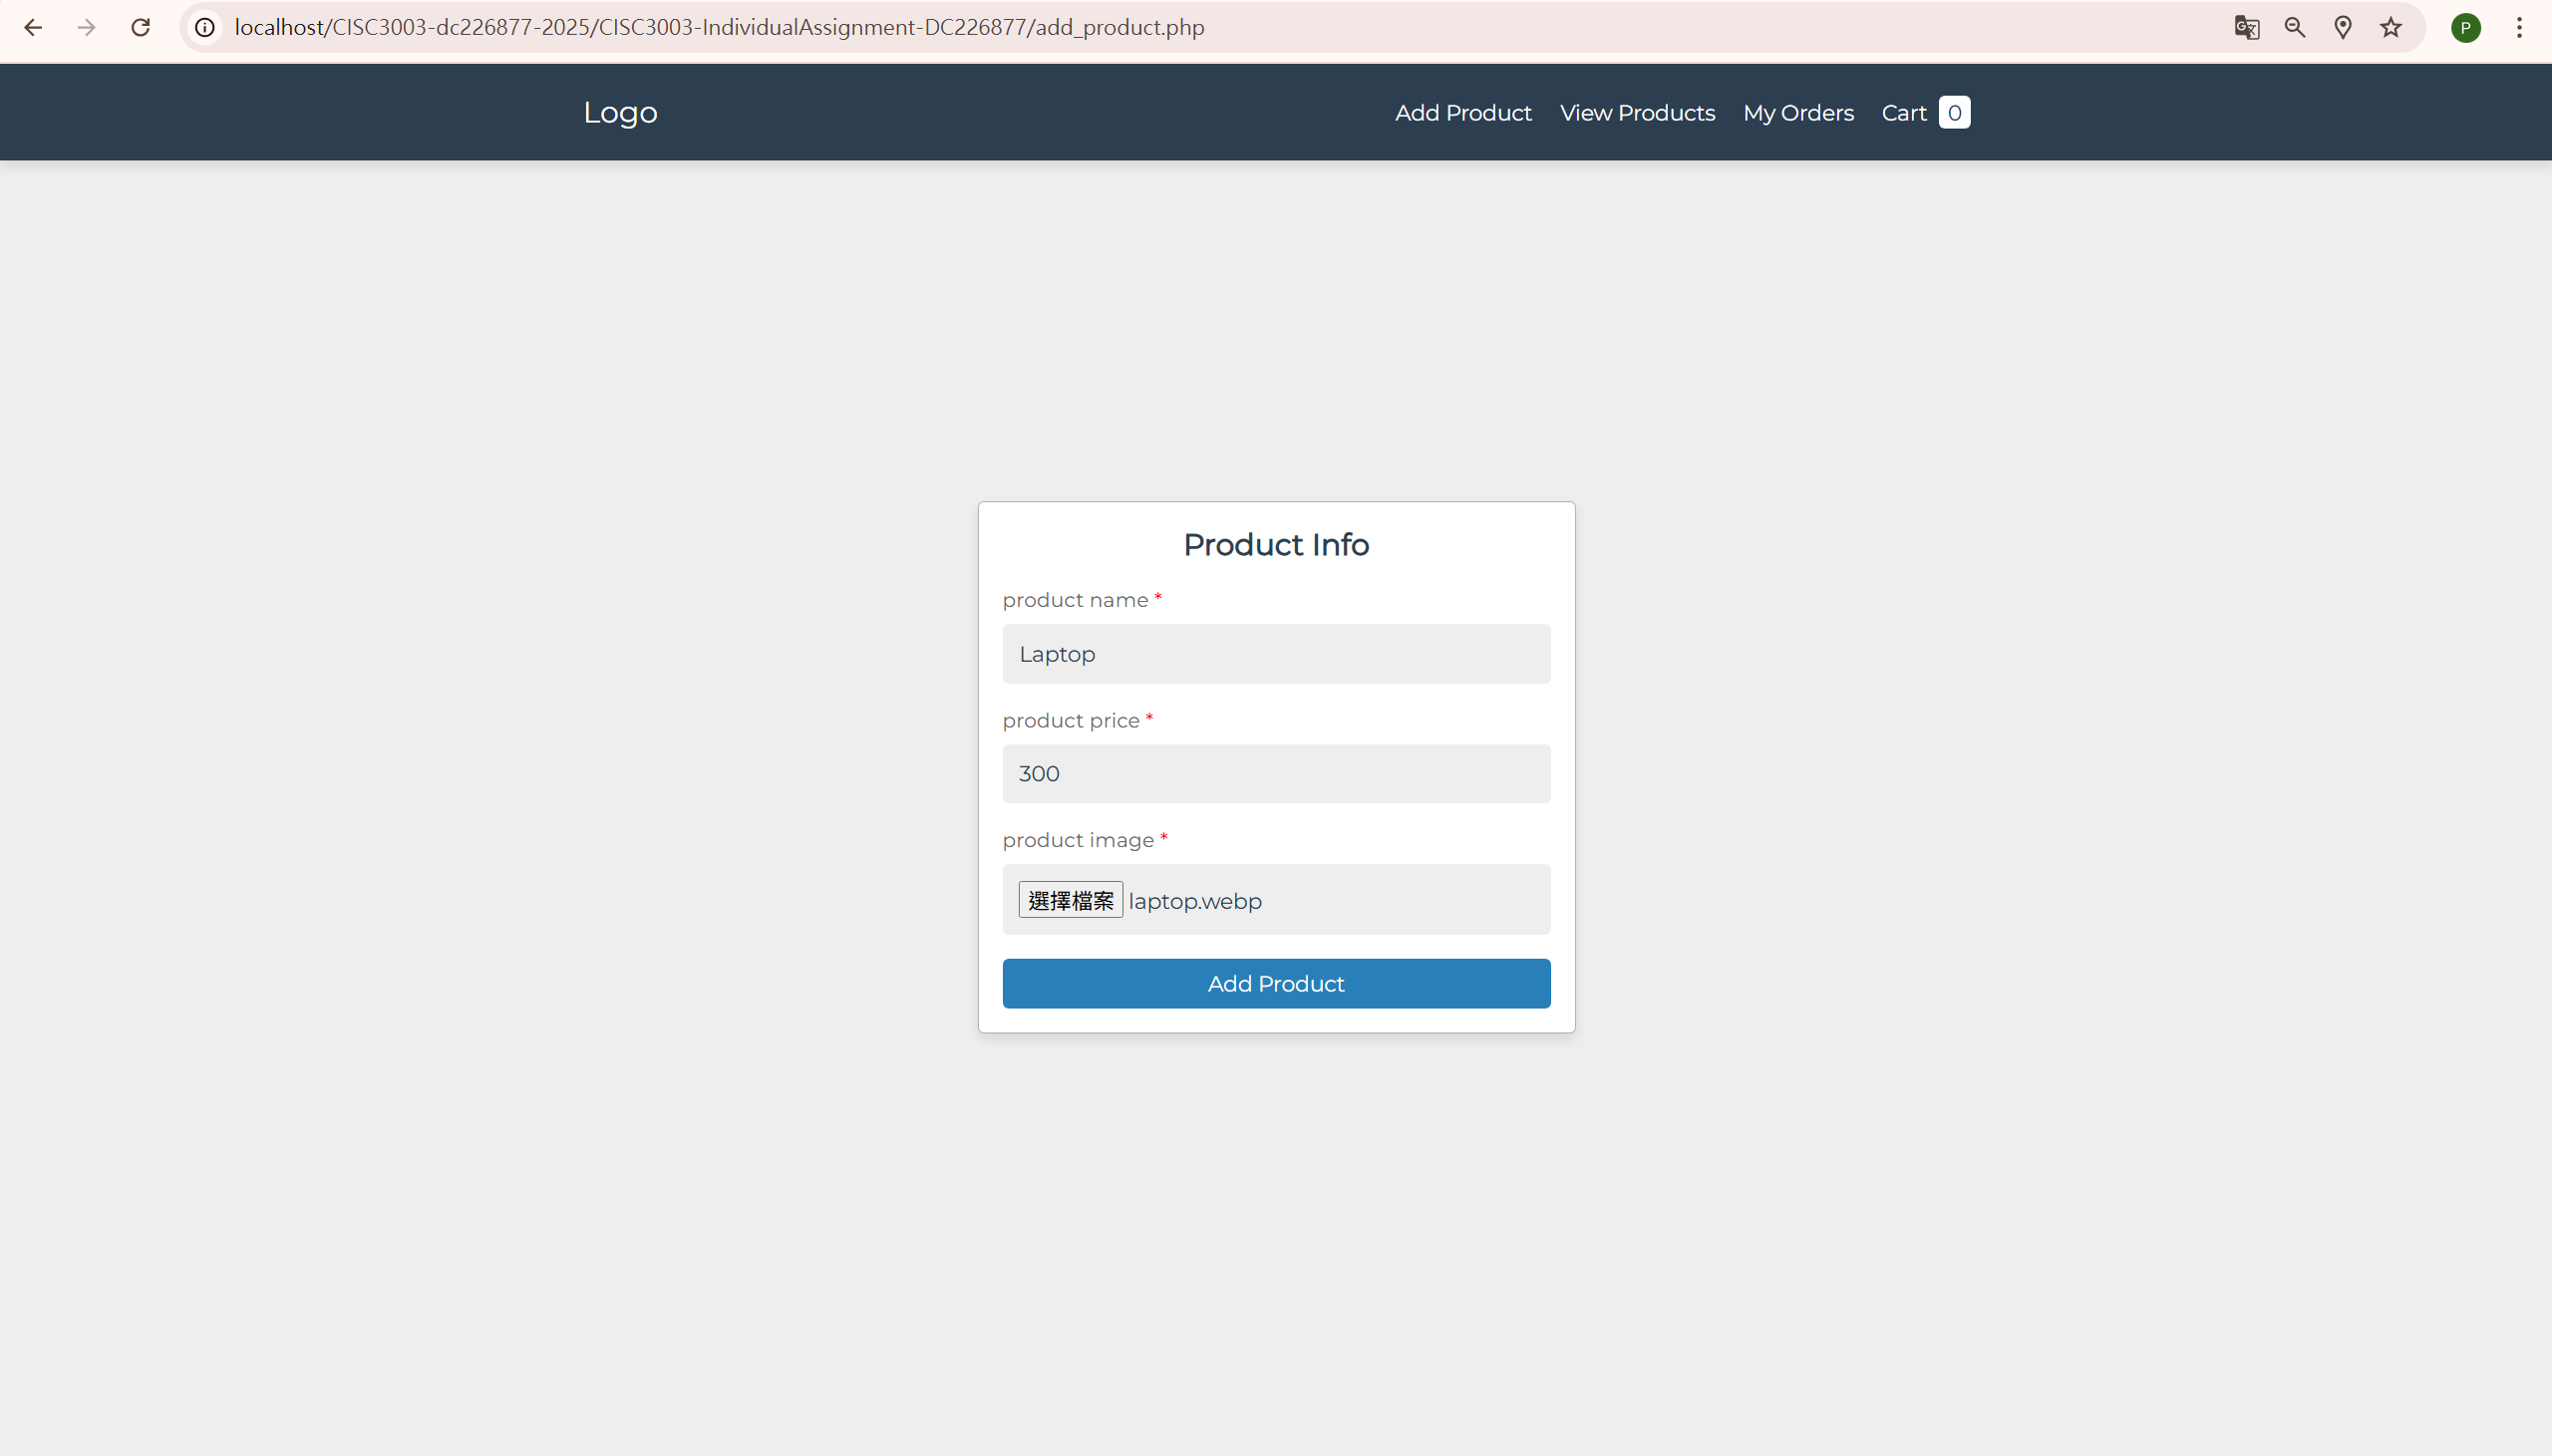 localhost/CISC3003-dc226877-2025/CISC3003-IndividualAssignment-DC226877/add_product.php
P
Logo
Add Product View Products My Orders Cart 0
Product Info
product name *
Laptop
product price *
300
product image *
選擇檔案 laptop.webp
Add Product